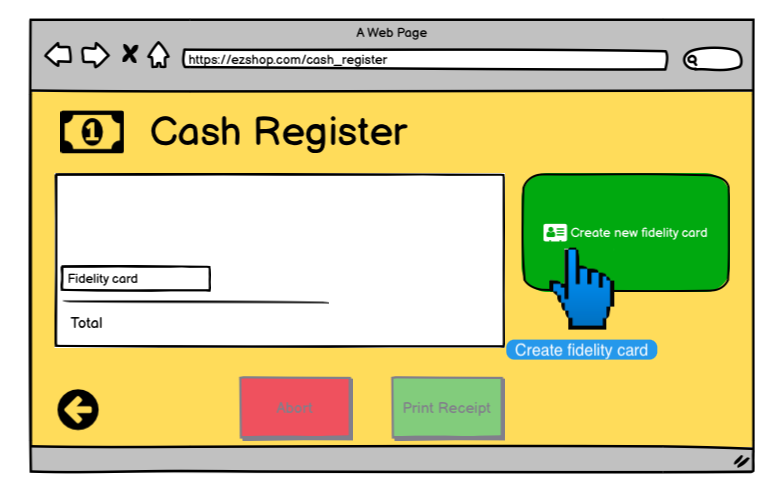 A Web Page
https://ezshop.com/cash_register
1
Cash Register
Create new fidelity card
Fidelity card
Total
Create fidelity card
Abort
Print Receipt